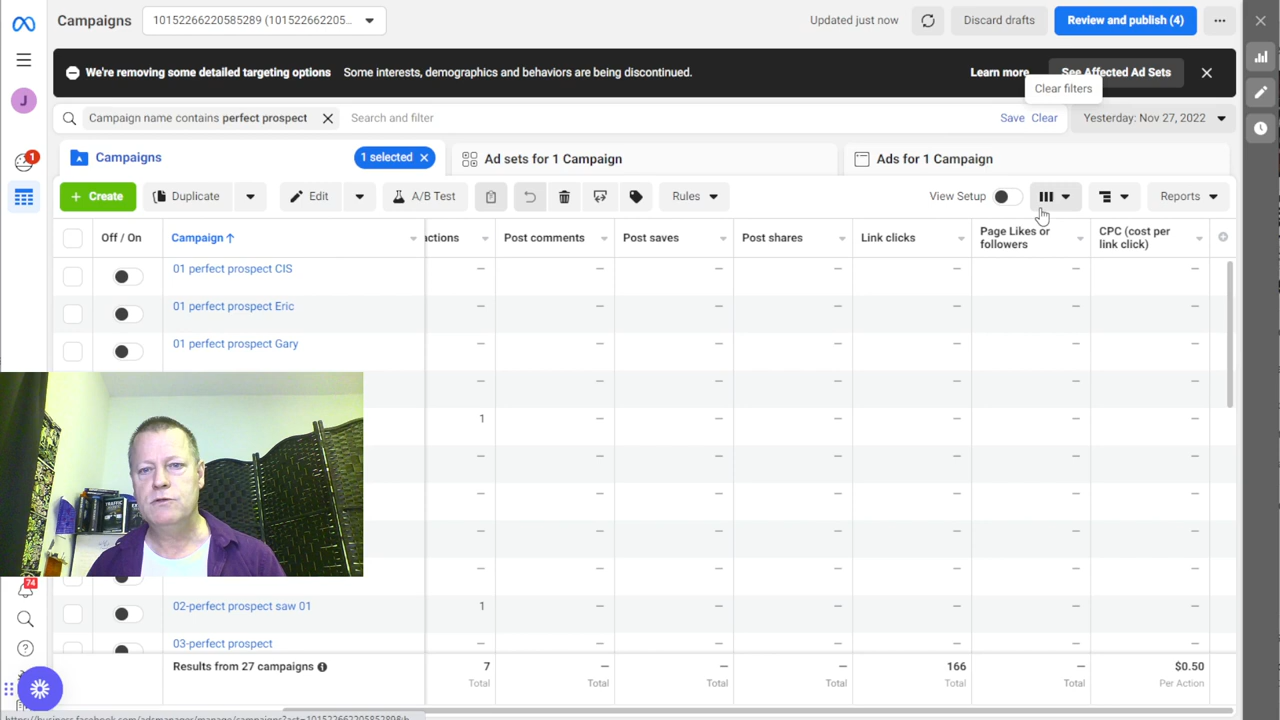 Campaigns
10152266220585289 (101522662205...
Updated just now
Discard drafts
Review and publish (4)
We're removing some detailed targeting options
Some interests, demographics and behaviors are being discontinued.
Learn more
See Affected Ad Sets
Clear filters
Campaign name contains perfect prospect
Search and filter
Save
Clear
Yesterday: Nov 27, 2022
J
1
Campaigns
1 selected
Ad sets for 1 Campaign
Ads for 1 Campaign
+ Create
Duplicate
Edit
A/B Test
Rules
View Setup
Reports
Off / On
Campaign
actions
Post comments
Post saves
Post shares
Link clicks
Page Likes or
followers
CPC (cost per
link click)
01 perfect prospect CIS
— — — — — — —
01 perfect prospect Eric
— — — — — — —
01 perfect prospect Gary
— — — — — — —
— — — — — — —
1 — — — — — —
— — — — — — —
— — — — — — —
— — — — — — —
— — — — — — —
74
02-perfect prospect saw 01
1 — — — — — —
03-perfect prospect
— — — — — — —
Results from 27 campaigns
7
—
—
—
166
—
$0.50
Total
Total
Total
Total
Total
Total
Per Action